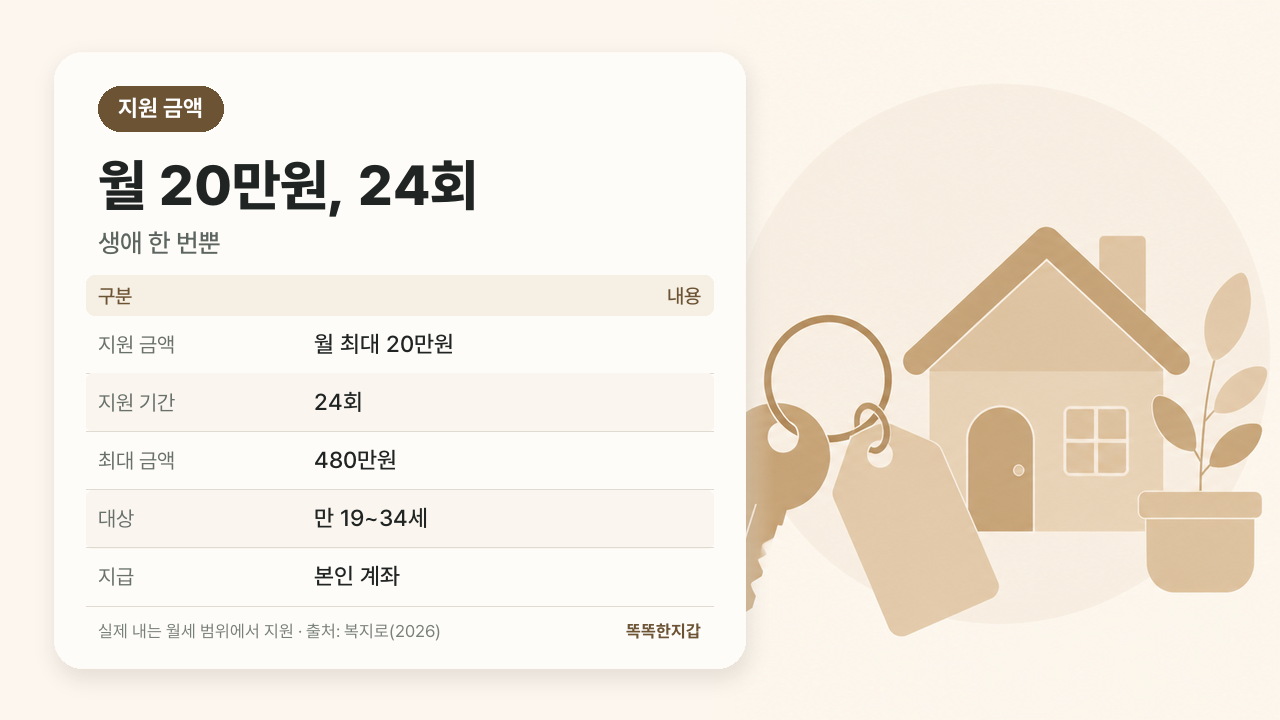 지원 금액
월 20만원, 24회
생애 한 번뿐
구분 내용
지원 금액 월 최대 20만원
지원 기간 24회
최대 금액 480만원
대상 만 19~34세
지급 본인 계좌
실제 내는 월세 범위에서 지원 · 출처: 복지로(2026) 똑똑한지갑